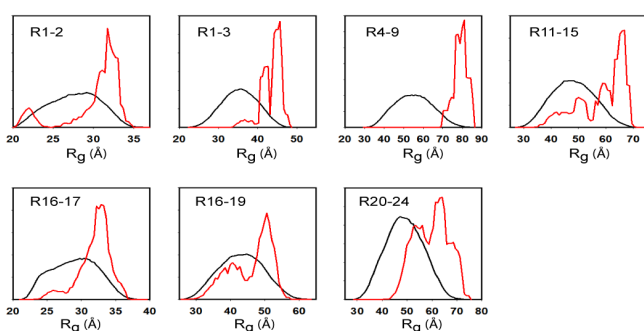 R1-2
R1-3
R4-9
R11-15
20 25 30 35
20 30 40 50
20 30 40 50 60 70 80 90
30 40 50 60 70
Rg (Å)
Rg (Å)
Rg (Å)
Rg (Å)
R16-17
R16-19
R20-24
20 25 30 35 40
30 40 50 60
30 40 50 60 70 80
Rg (Å)
Rg (Å)
Rg (Å)